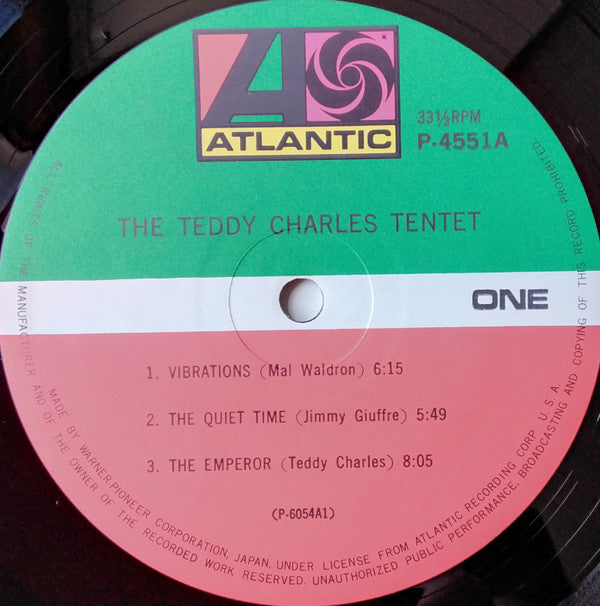 ATLANTIC
33⅓RPM
P-4551A
THE TEDDY CHARLES TENTET
ONE
1. VIBRATIONS (Mal Waldron) 6:15
2. THE QUIET TIME (Jimmy Giuffre) 5:49
3. THE EMPEROR (Teddy Charles) 8:05
(P-6054A1)
MADE BY WARNER-PIONEER CORPORATION, JAPAN, UNDER LICENSE FROM ATLANTIC RECORDING CORP. U.S.A.
ALL RIGHTS OF THE MANUFACTURER AND OF THE OWNER OF THE RECORDED WORK RESERVED. UNAUTHORIZED PUBLIC PERFORMANCE, BROADCASTING AND COPYING OF THIS RECORD PROHIBITED.